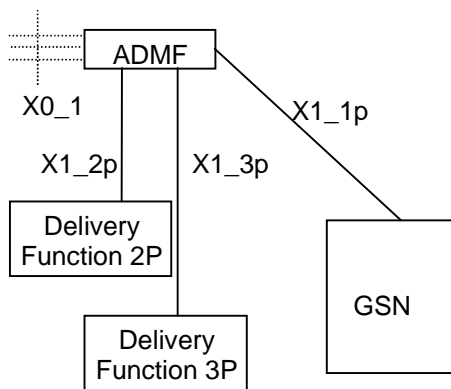 ADMF
X0_1
X1_1p
X1_2p
X1_3p
Delivery
Function 2P
GSN
Delivery
Function 3P